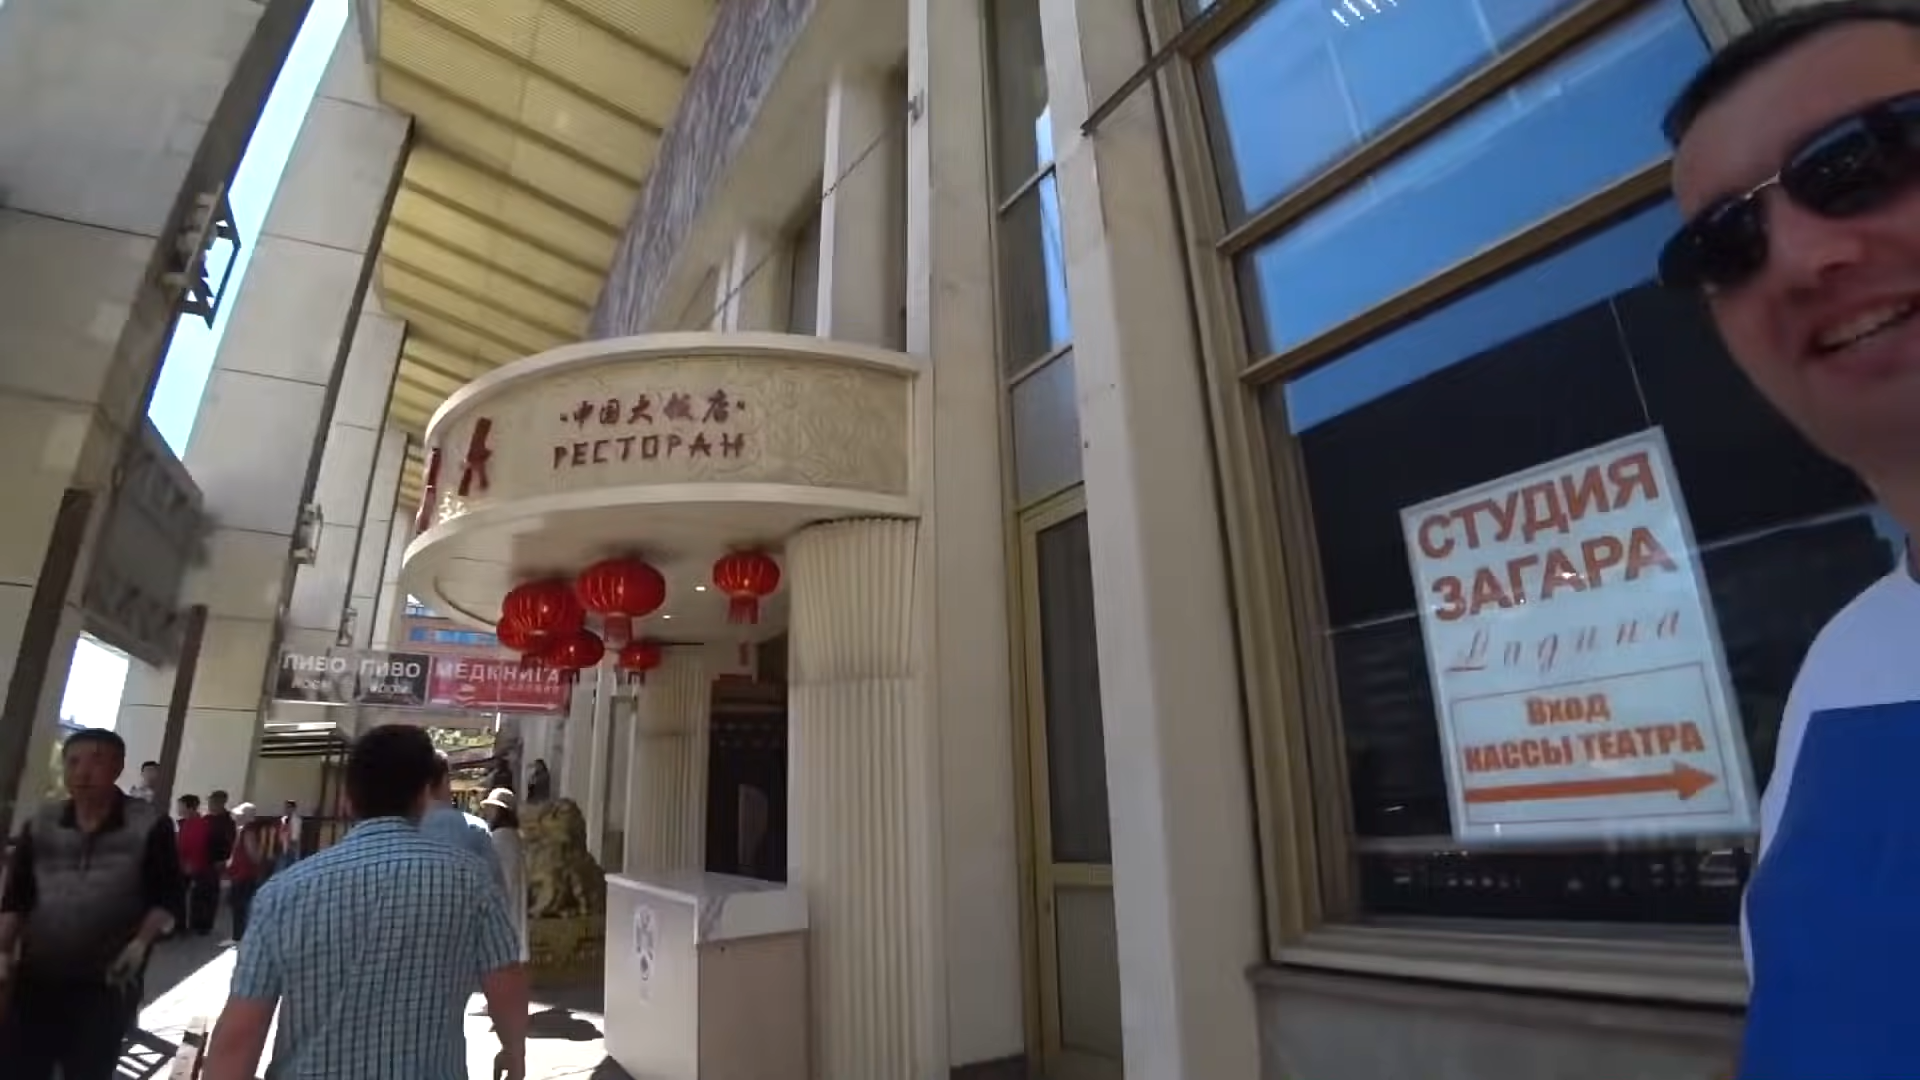 ·中国大饭店·
РЕСТОРАН
ПИВО
ПИВО
МЕДКНИГА
СТУДИЯ
ЗАГАРА
Laguna
Вход
КАССЫ ТЕАТРА